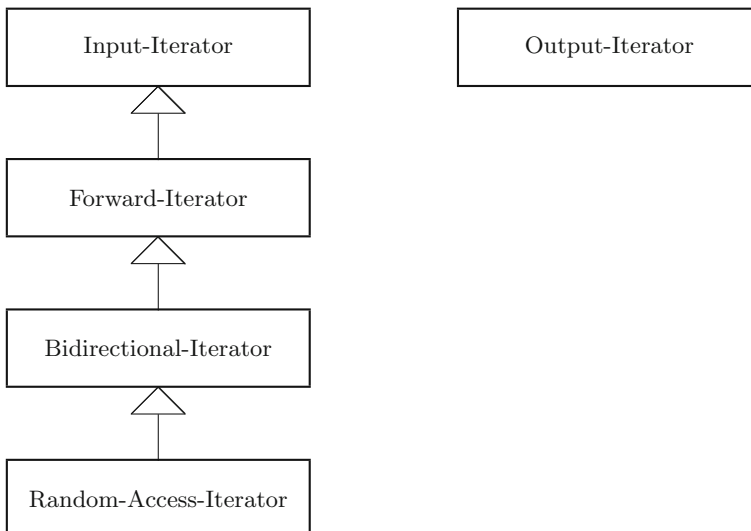 Input-Iterator
Output-Iterator
Forward-Iterator
Bidirectional-Iterator
Random-Access-Iterator